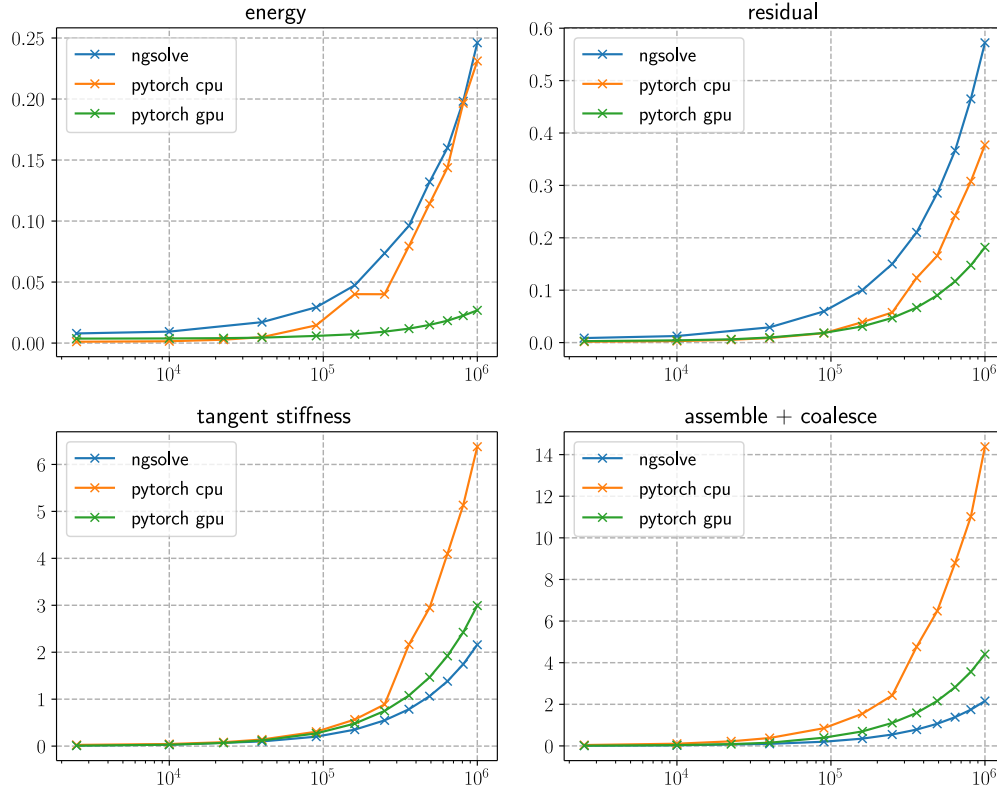 energy
0.25
0.20
0.15
0.10
0.05
0.00
10^4
10^5
10^6
ngsolve
pytorch cpu
pytorch gpu
residual
0.6
0.5
0.4
0.3
0.2
0.1
0.0
10^4
10^5
10^6
ngsolve
pytorch cpu
pytorch gpu
tangent stiffness
6
5
4
3
2
1
0
10^4
10^5
10^6
ngsolve
pytorch cpu
pytorch gpu
assemble + coalesce
14
12
10
8
6
4
2
0
10^4
10^5
10^6
ngsolve
pytorch cpu
pytorch gpu